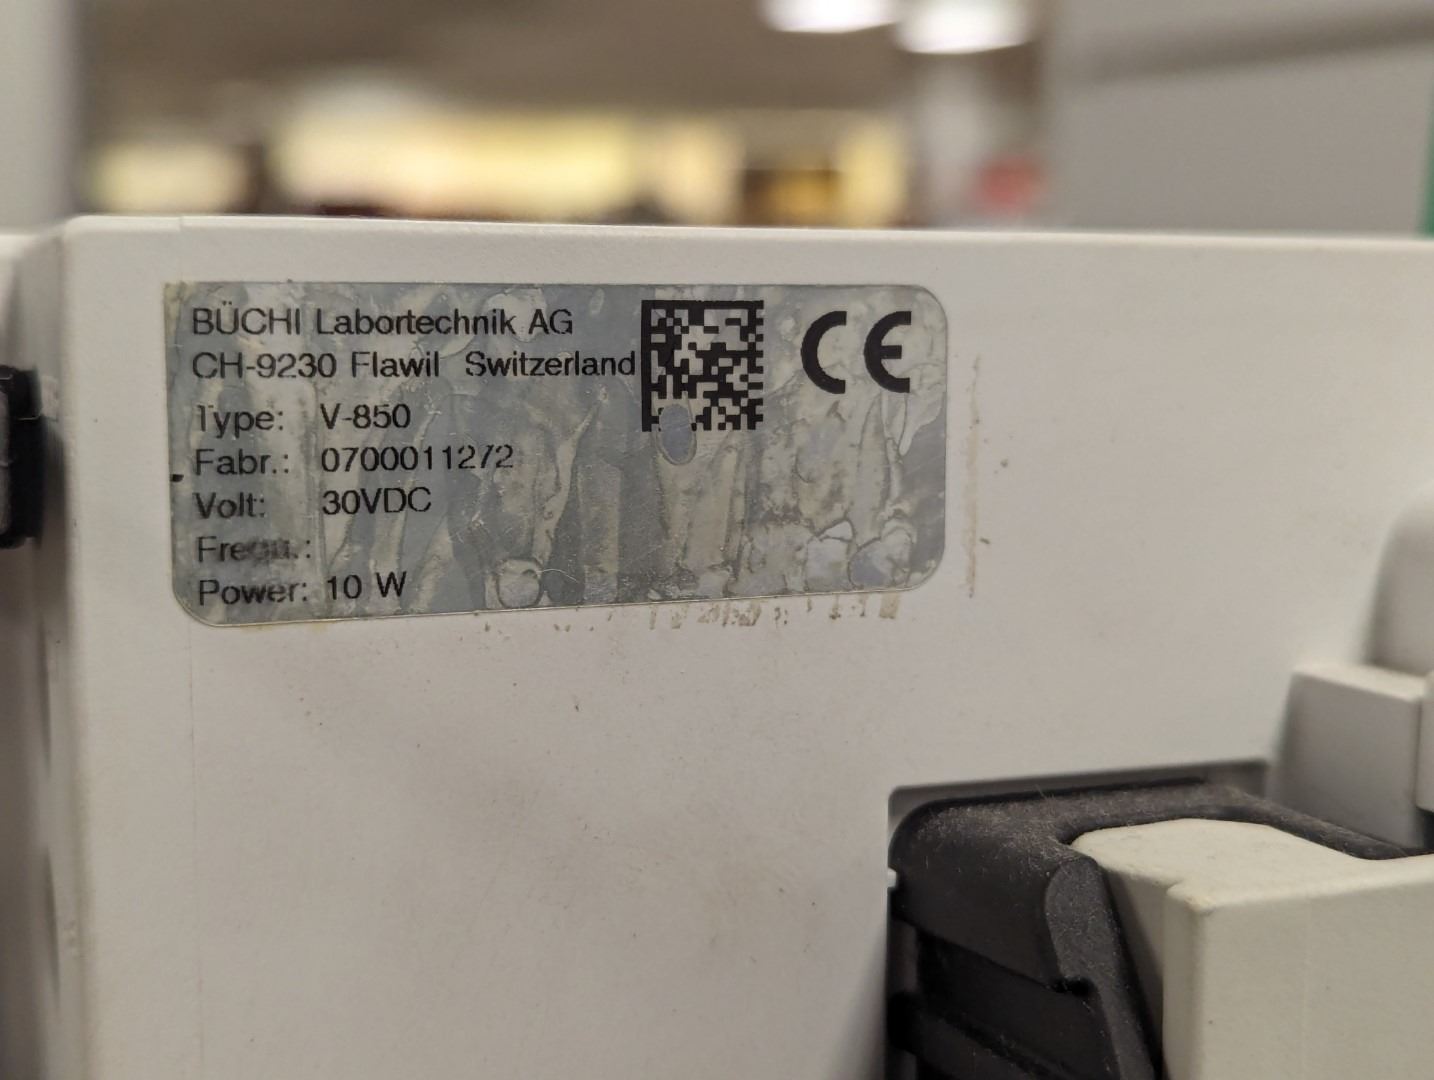 BÜCHI Labortechnik AG
CH-9230 Flawil Switzerland
CE
Type: V-850
Fabr.: 0700011272
Volt: 30VDC
Frequ.:
Power: 10 W